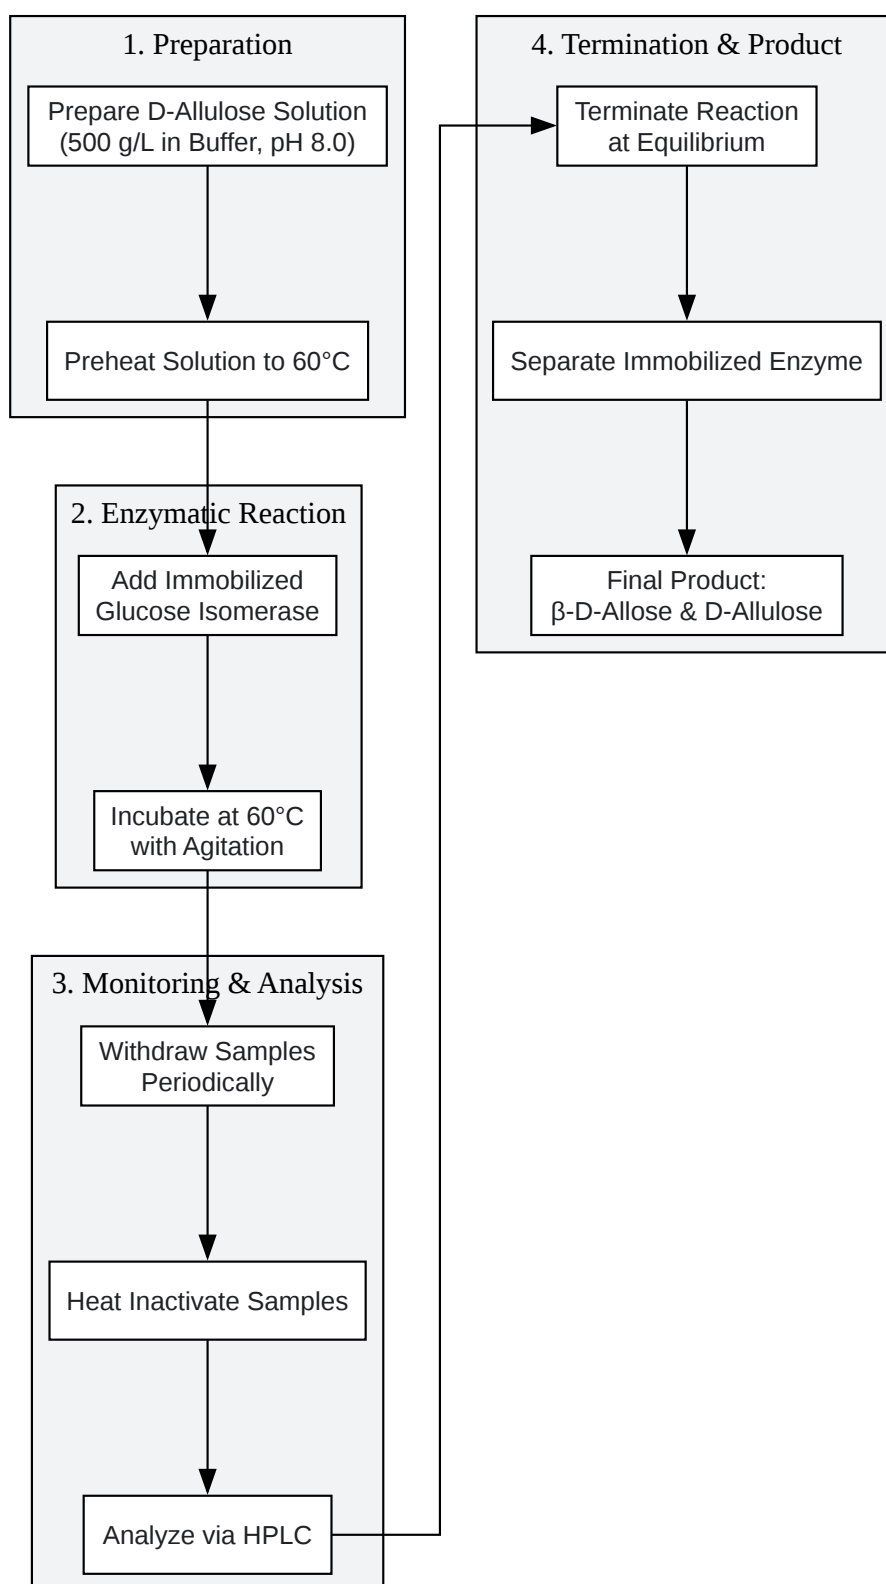 1. Preparation
Prepare D-Allulose Solution
(500 g/L in Buffer, pH 8.0)
Preheat Solution to 60°C
2. Enzymatic Reaction
Add Immobilized
Glucose Isomerase
Incubate at 60°C
with Agitation
3. Monitoring & Analysis
Withdraw Samples
Periodically
Heat Inactivate Samples
Analyze via HPLC
4. Termination & Product
Terminate Reaction
at Equilibrium
Separate Immobilized Enzyme
Final Product:
β-D-Allose & D-Allulose